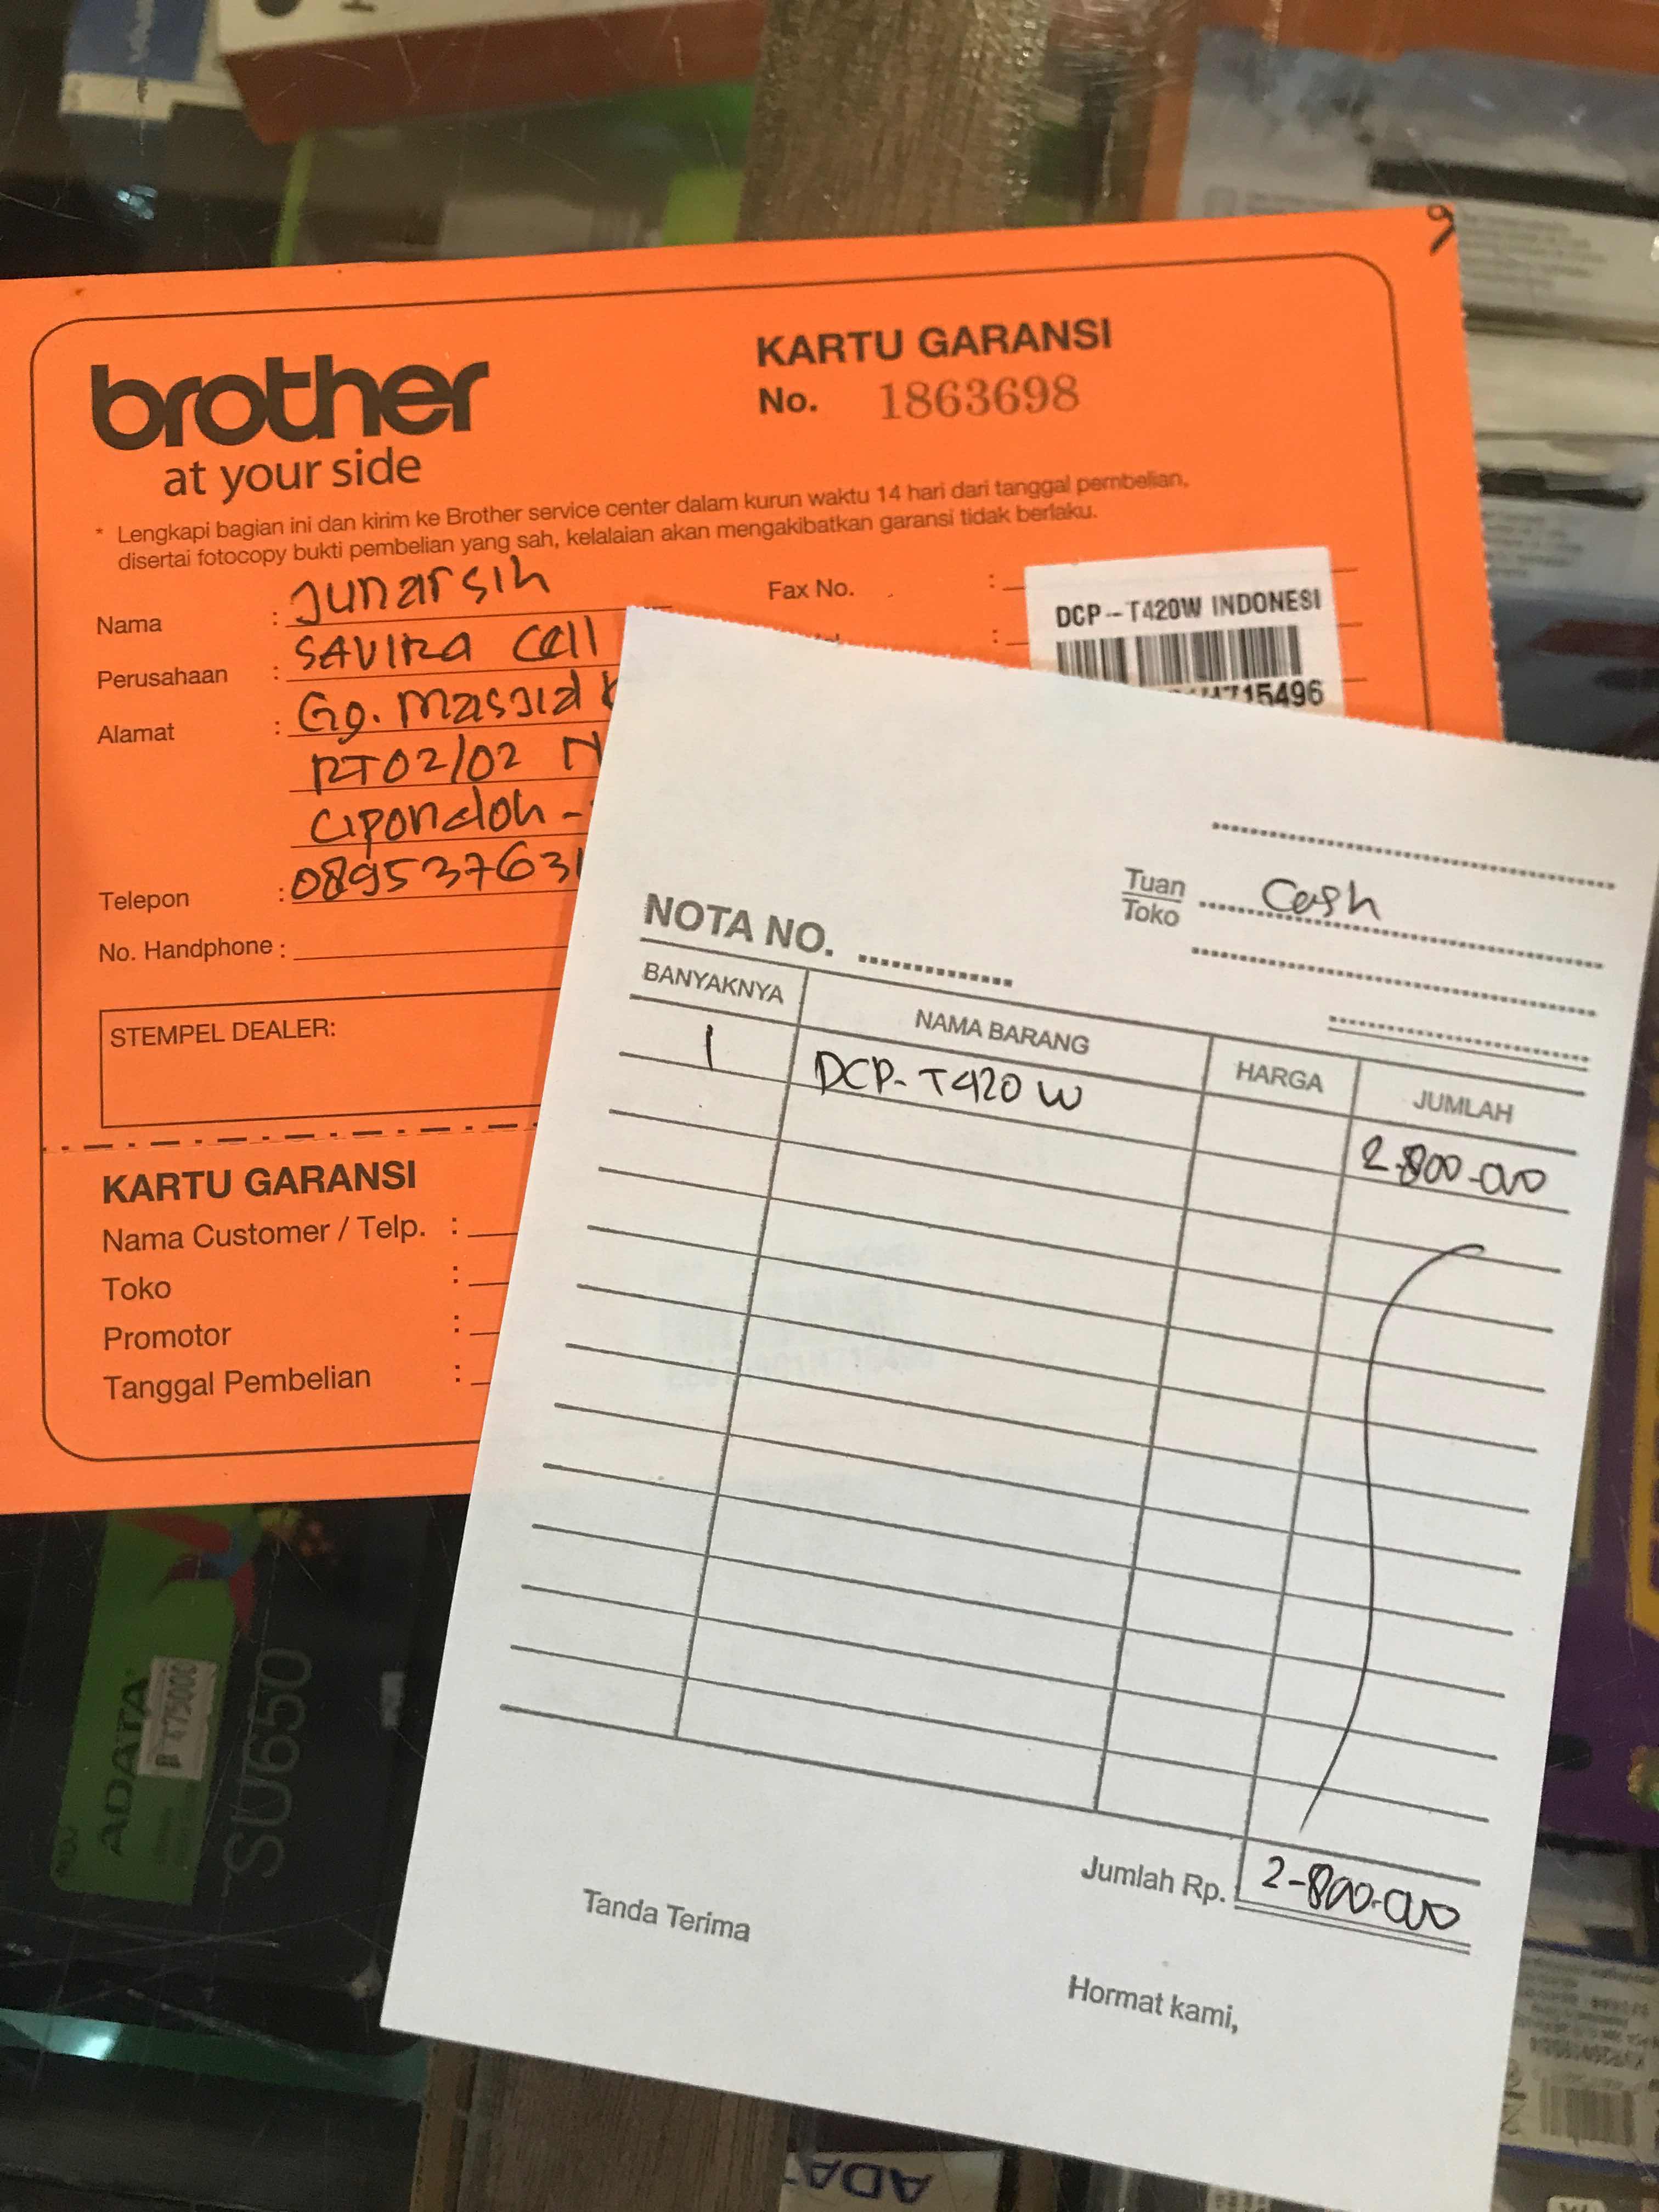 brother
at your side
KARTU GARANSI
No. 1863698
* Lengkapi bagian ini dan kirim ke Brother service center dalam kurun waktu 14 hari dari tanggal pembelian,
disertai fotocopy bukti pembelian yang sah, kelalaian akan mengakibatkan garansi tidak berlaku.
Nama : Junarsih
Perusahaan : SAVIRA Cell
Alamat : Gg. Masjid
RT02/02
Cipondoh -
Telepon : 089537631
No. Handphone :
Fax No. :
DCP-T420W INDONESI
715496
STEMPEL DEALER:
KARTU GARANSI
Nama Customer / Telp. :
Toko :
Promotor :
Tanggal Pembelian :
Tuan
Toko Cash
NOTA NO.
BANYAKNYA NAMA BARANG HARGA JUMLAH
1 DCP-T420W 2-800-000
Jumlah Rp. 2-800-000
Tanda Terima
Hormat kami,
ADATA
SU650
ADAT